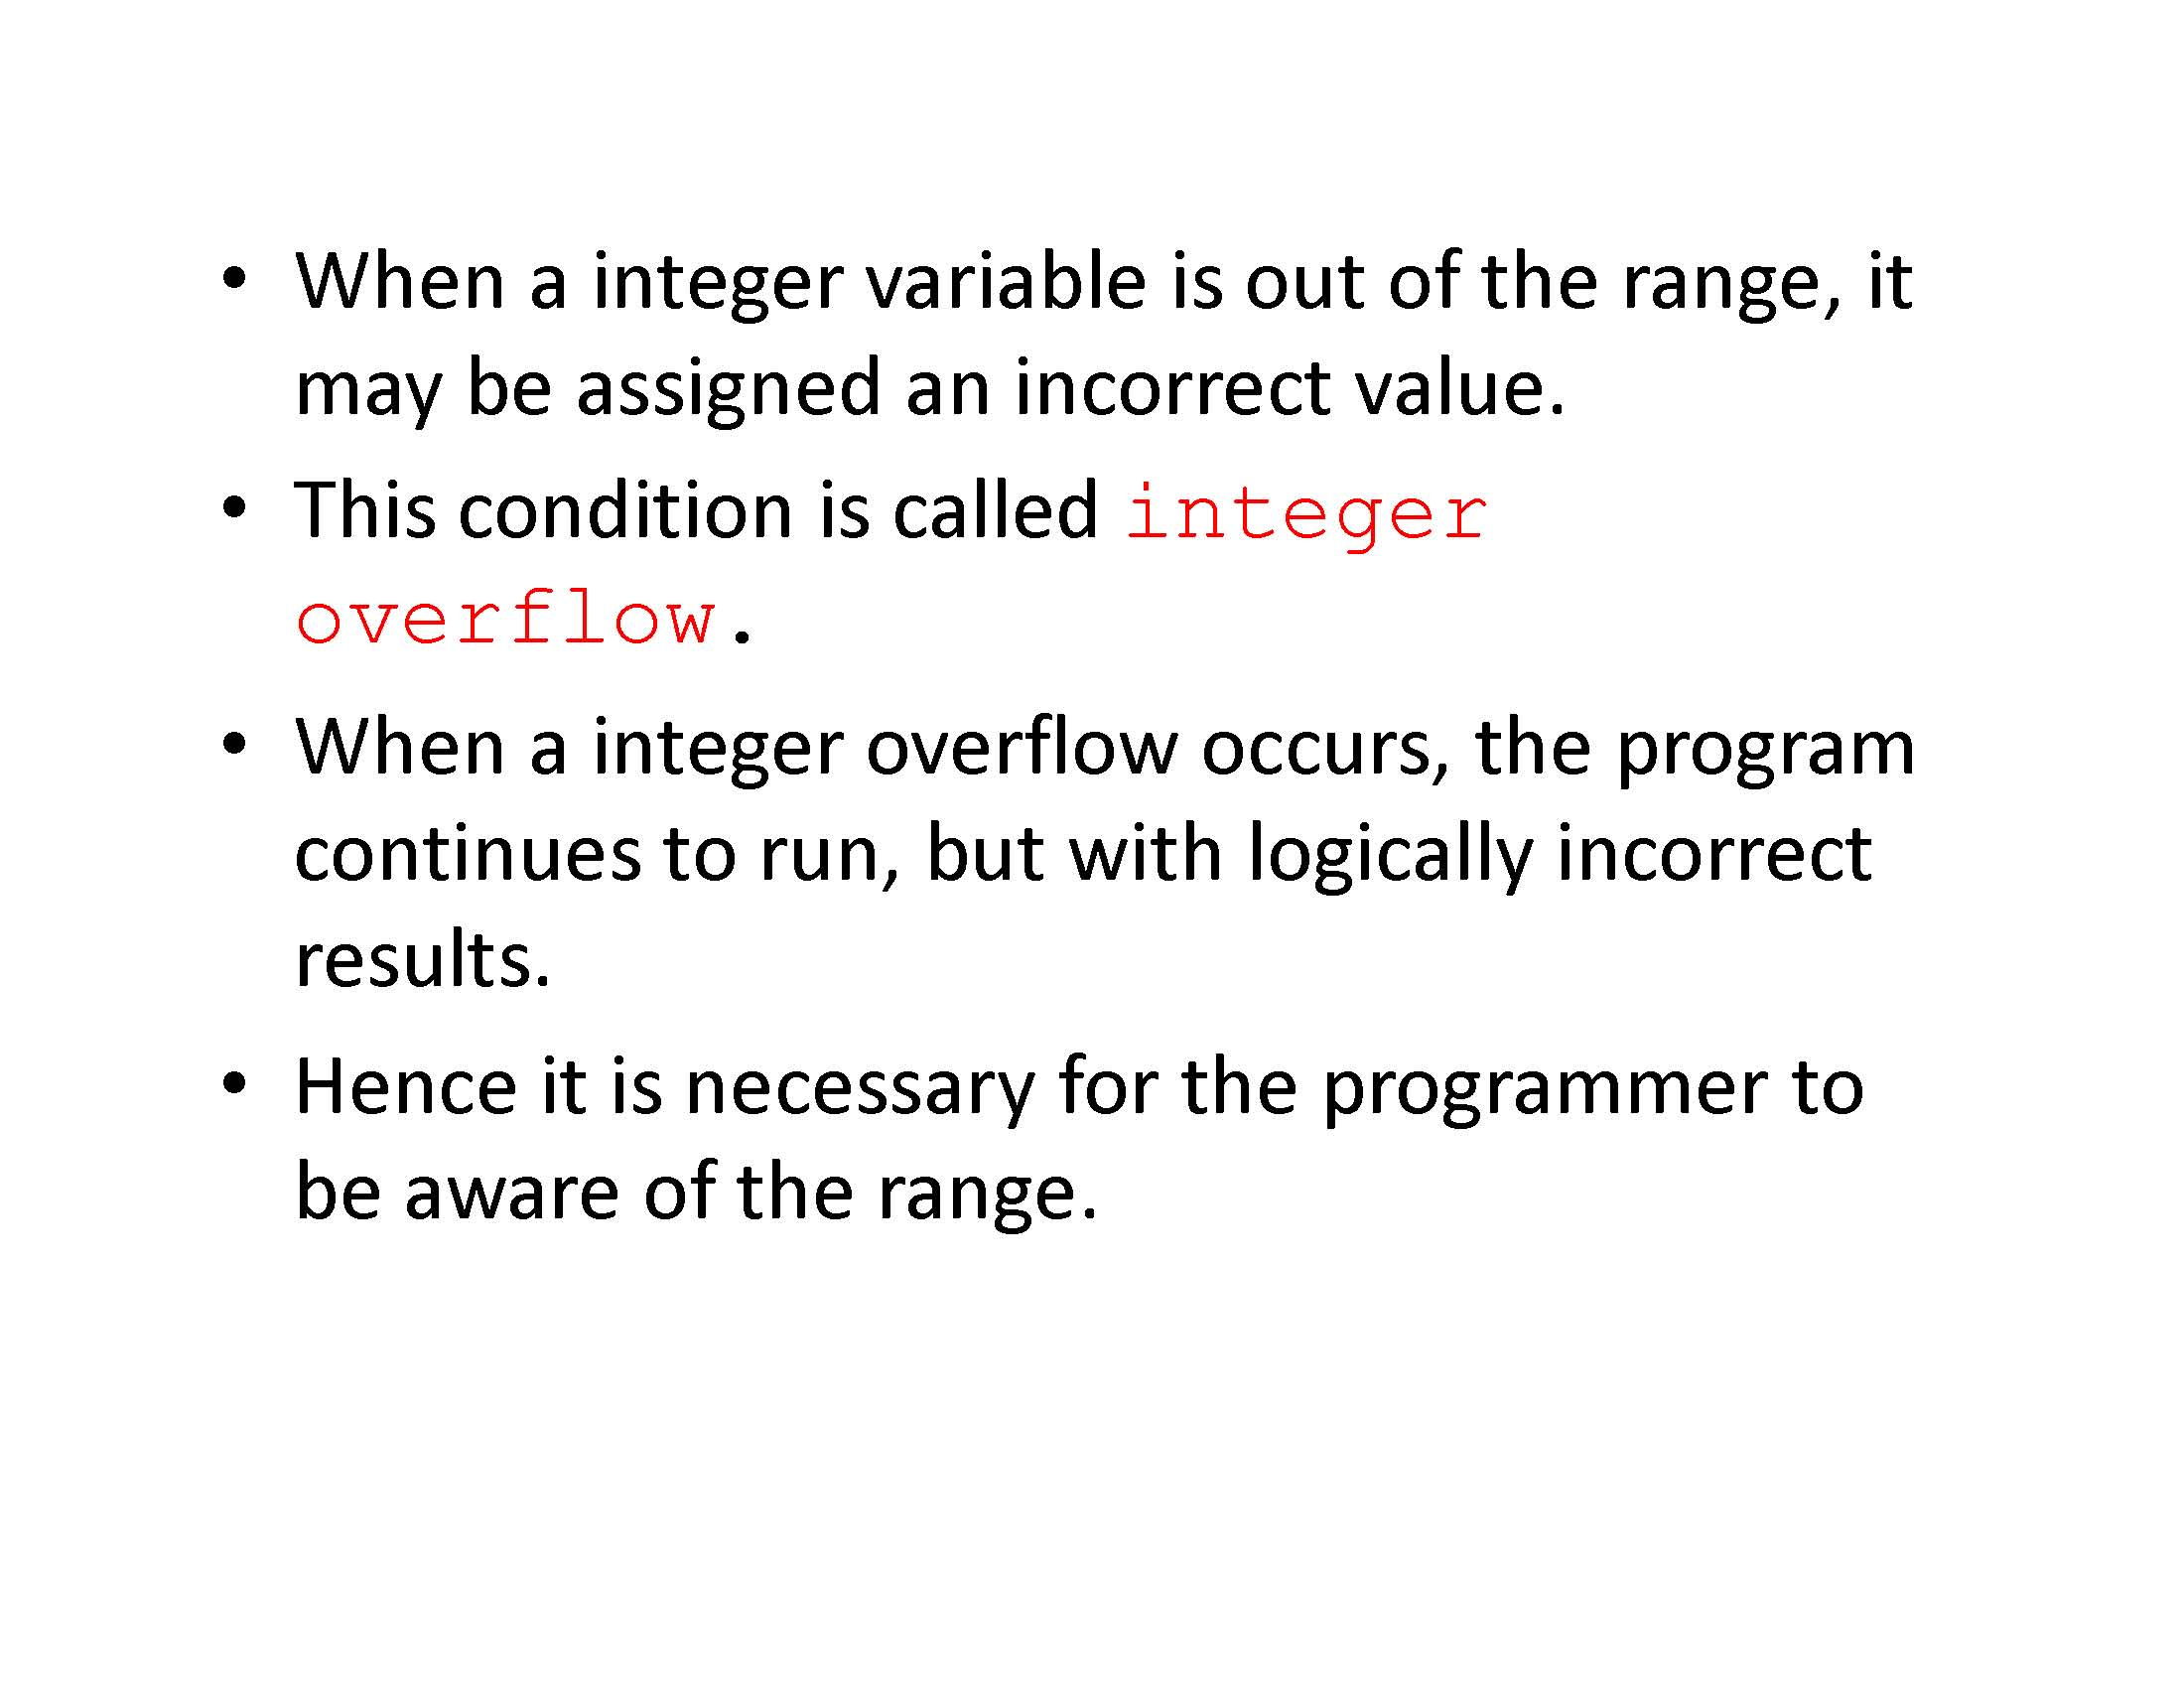 • When a integer variable is out of the range, it
may be assigned an incorrect value.
• This condition is called integer
overflow.
• When a integer overflow occurs, the program
continues to run, but with logically incorrect
results.
• Hence it is necessary for the programmer to
be aware of the range.